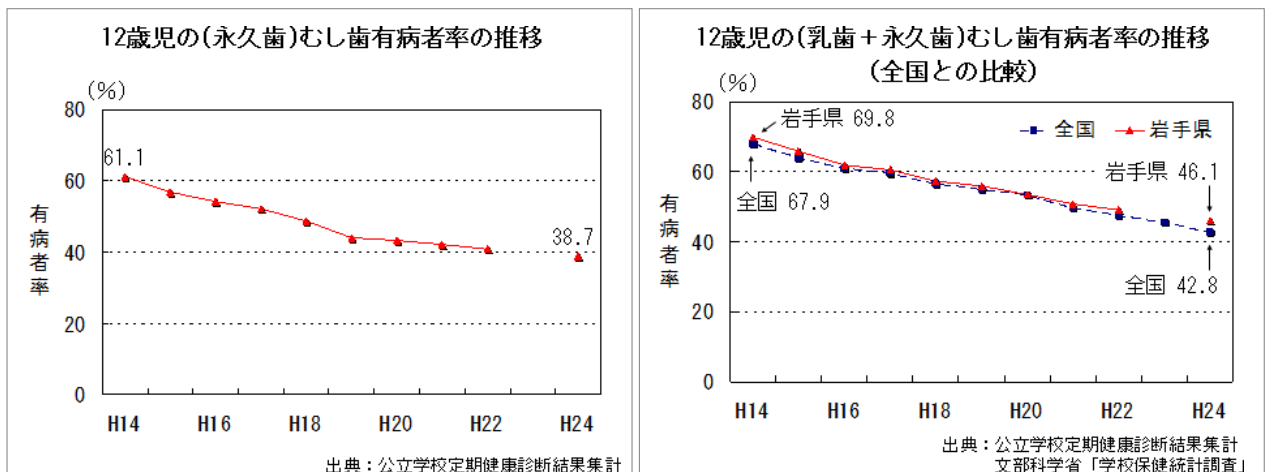 12歳児の(永久歯)むし歯有病者率の推移
(%)
80
61.1
60
有病者率
40
38.7
20
0
H14 H16 H18 H20 H22 H24
出典：公立学校定期健康診断結果集計
12歳児の(乳歯＋永久歯)むし歯有病者率の推移
(全国との比較)
(%)
80
岩手県 69.8
全国 岩手県
60
全国 67.9
岩手県 46.1
有病者率
40
全国 42.8
20
0
H14 H16 H18 H20 H22 H24
出典：公立学校定期健康診断結果集計
文部科学省「学校保健統計調査」